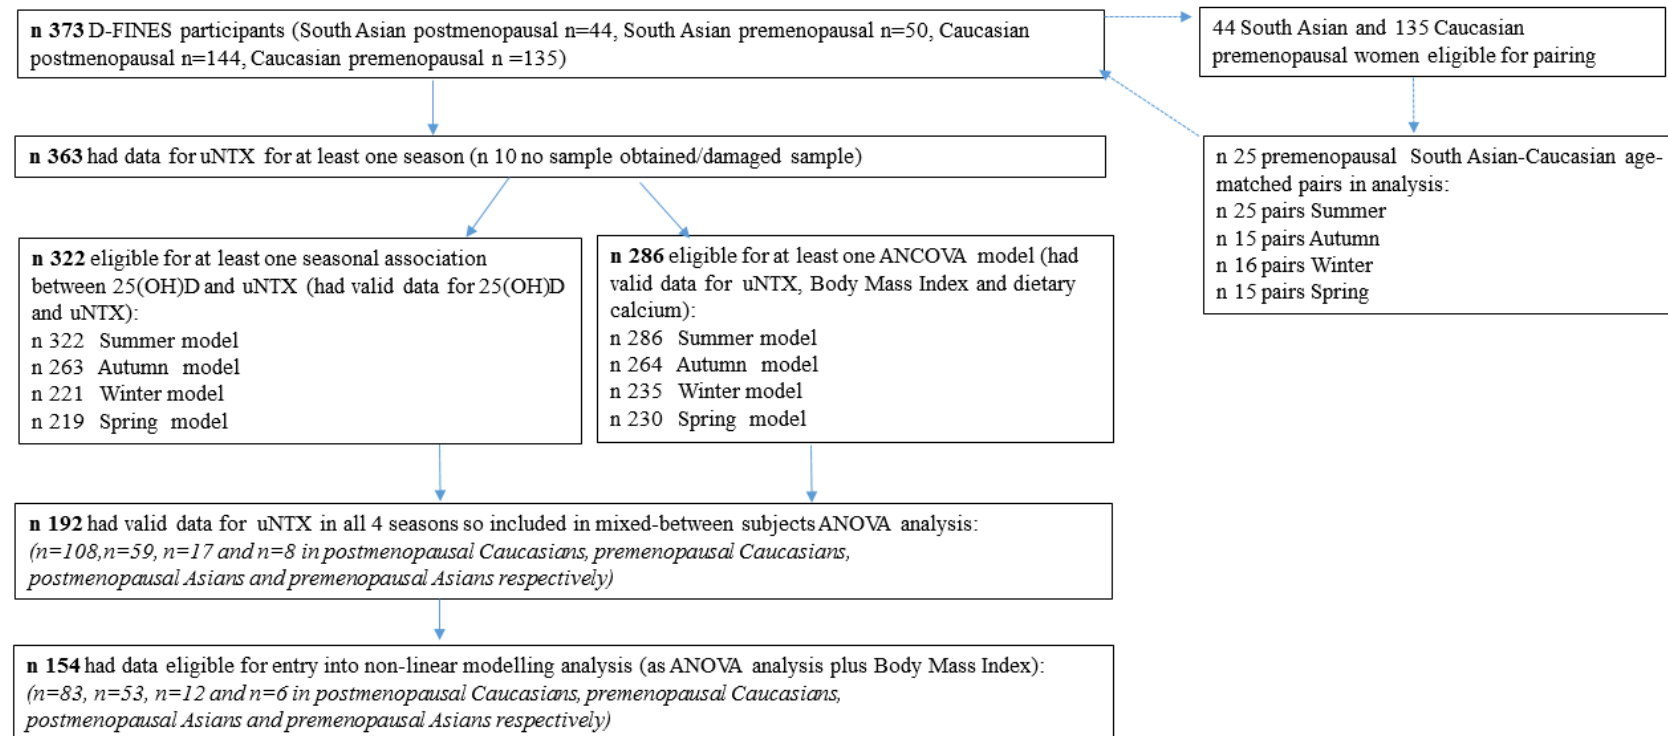 n 373 D-FINES participants (South Asian postmenopausal n=44, South Asian premenopausal n=50, Caucasian
postmenopausal n=144, Caucasian premenopausal n =135)
44 South Asian and 135 Caucasian
premenopausal women eligible for pairing
n 363 had data for uNTX for at least one season (n 10 no sample obtained/damaged sample)
n 25 premenopausal South Asian-Caucasian age-
matched pairs in analysis:
n 25 pairs Summer
n 15 pairs Autumn
n 16 pairs Winter
n 15 pairs Spring
n 322 eligible for at least one seasonal association
between 25(OH)D and uNTX (had valid data for 25(OH)D
and uNTX):
n 322 Summer model
n 263 Autumn model
n 221 Winter model
n 219 Spring model
n 286 eligible for at least one ANCOVA model (had
valid data for uNTX, Body Mass Index and dietary
calcium):
n 286 Summer model
n 264 Autumn model
n 235 Winter model
n 230 Spring model
n 192 had valid data for uNTX in all 4 seasons so included in mixed-between subjects ANOVA analysis:
(n=108,n=59, n=17 and n=8 in postmenopausal Caucasians, premenopausal Caucasians,
postmenopausal Asians and premenopausal Asians respectively)
n 154 had data eligible for entry into non-linear modelling analysis (as ANOVA analysis plus Body Mass Index):
(n=83, n=53, n=12 and n=6 in postmenopausal Caucasians, premenopausal Caucasians,
postmenopausal Asians and premenopausal Asians respectively)